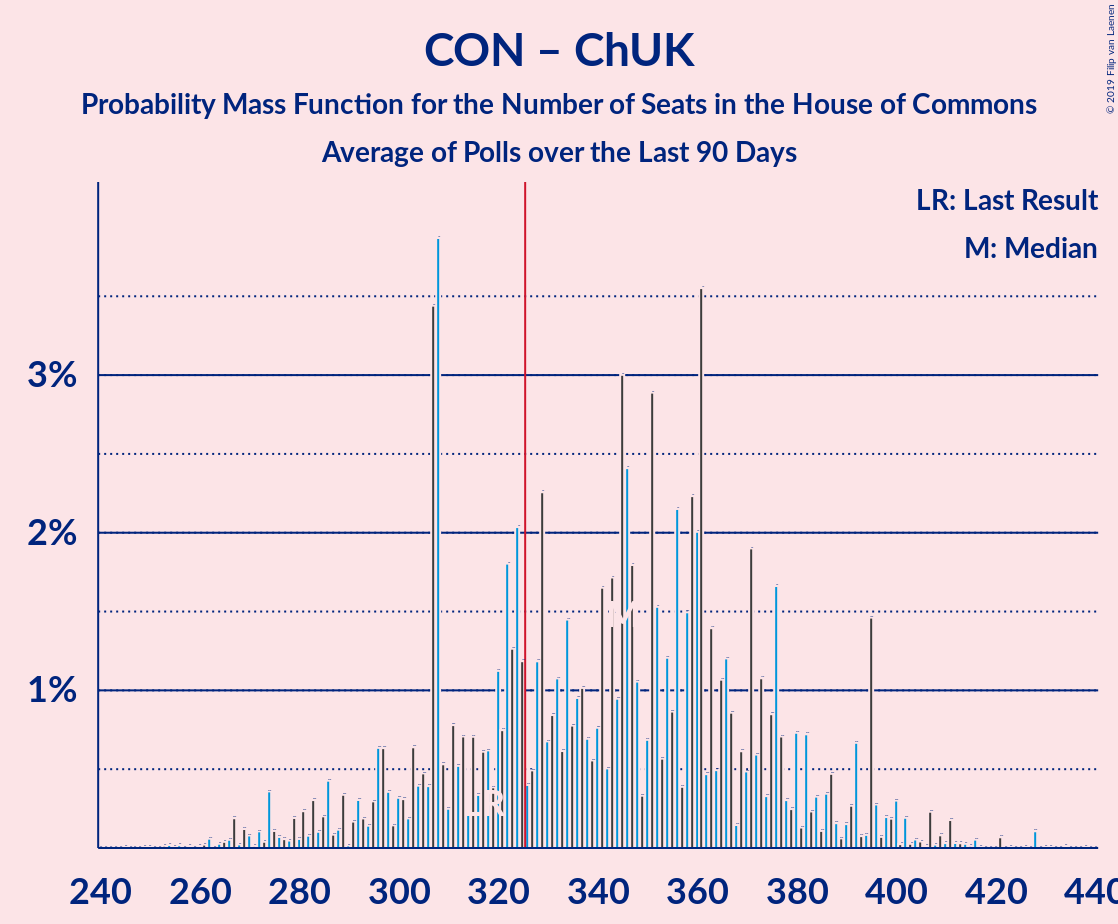 CON – ChUK
Probability Mass Function for the Number of Seats in the House of Commons
Average of Polls over the Last 90 Days
© 2019 Filip van Laenen
LR: Last Result
M: Median
3%
2%
1%
M
LR
240 260 280 300 320 340 360 380 400 420 440